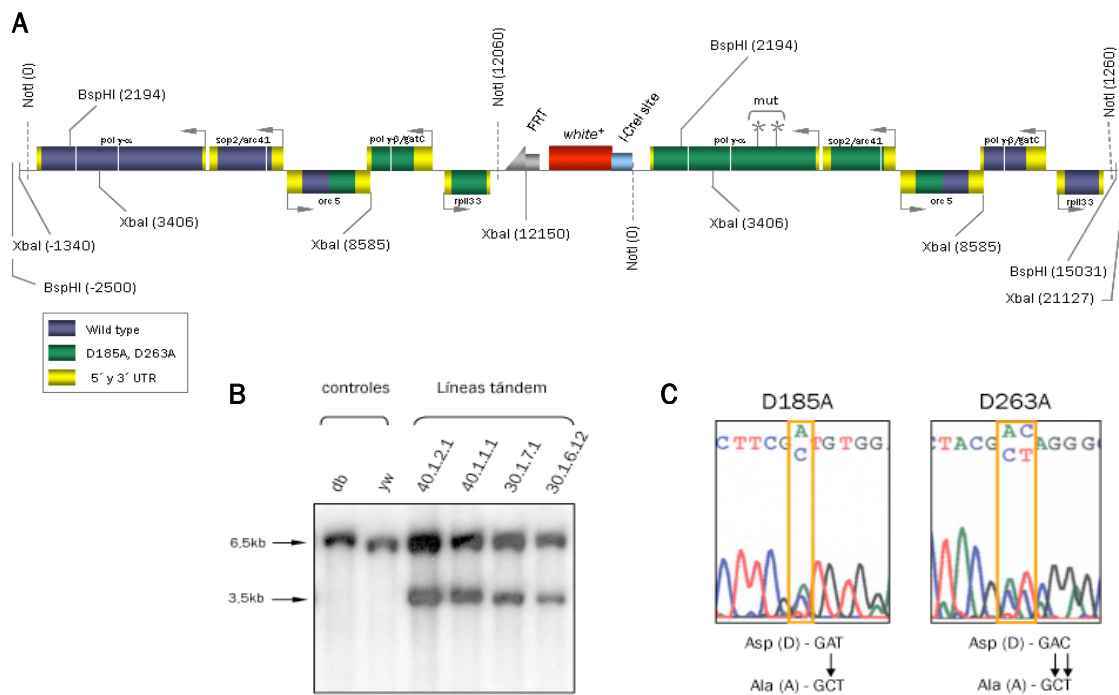 A
NotI (0)
BspHI (2194)
pol γ-α
sop2/arc41
pol γ-β/gatC
NotI (12060)
FRT
white⁺
I-CreI site
BspHI (2194)
mut
* *
pol γ-α
sop2/arc41
pol γ-β/gatC
NotI (1260)
orc 5
rpII33
orc 5
rpII33
XbaI (3406)
XbaI (-1340)
XbaI (8585)
XbaI (12150)
NotI (0)
XbaI (3406)
XbaI (8585)
BspHI (15031)
BspHI (-2500)
XbaI (21127)
Wild type
D185A, D263A
5´ y 3´ UTR
B
controles
Líneas tándem
db
yw
40.1.2.1
40.1.1.1
30.1.7.1
30.1.6.12
6,5kb
3,5kb
C
D185A
D263A
A
CTTCG TGTGGA
C
AC
CTACG AGGGC
CT
Asp (D) - GAT
Ala (A) - GCT
Asp (D) - GAC
Ala (A) - GCT